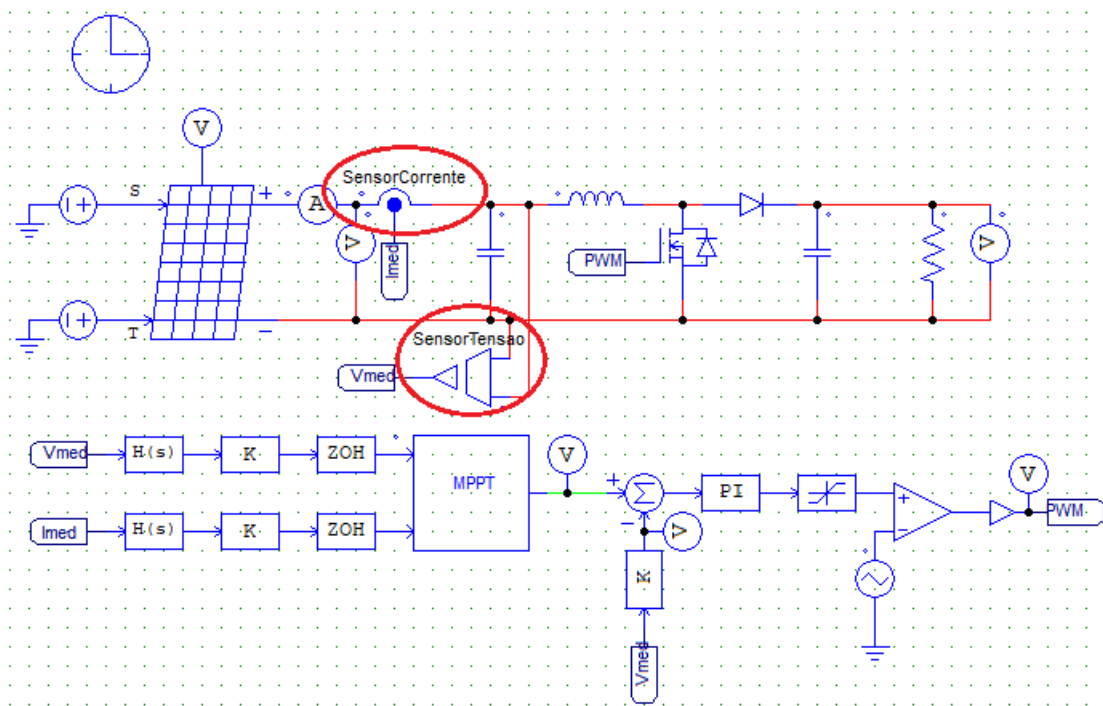 V
S
+
SensorCorrente
A
V
Imed
PWM
V
T
−
SensorTensao
Vmed
Vmed
H(s)
K
ZOH
MPPT
V
+
Σ
PI
+
−
V
PWM
Imed
H(s)
K
ZOH
−
V
K
Vmed